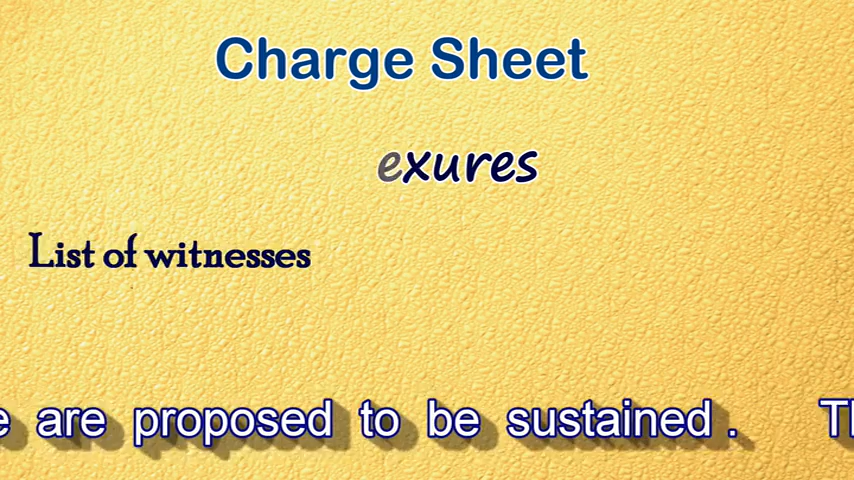 Charge Sheet
exures
List of witnesses
are proposed to be sustained .